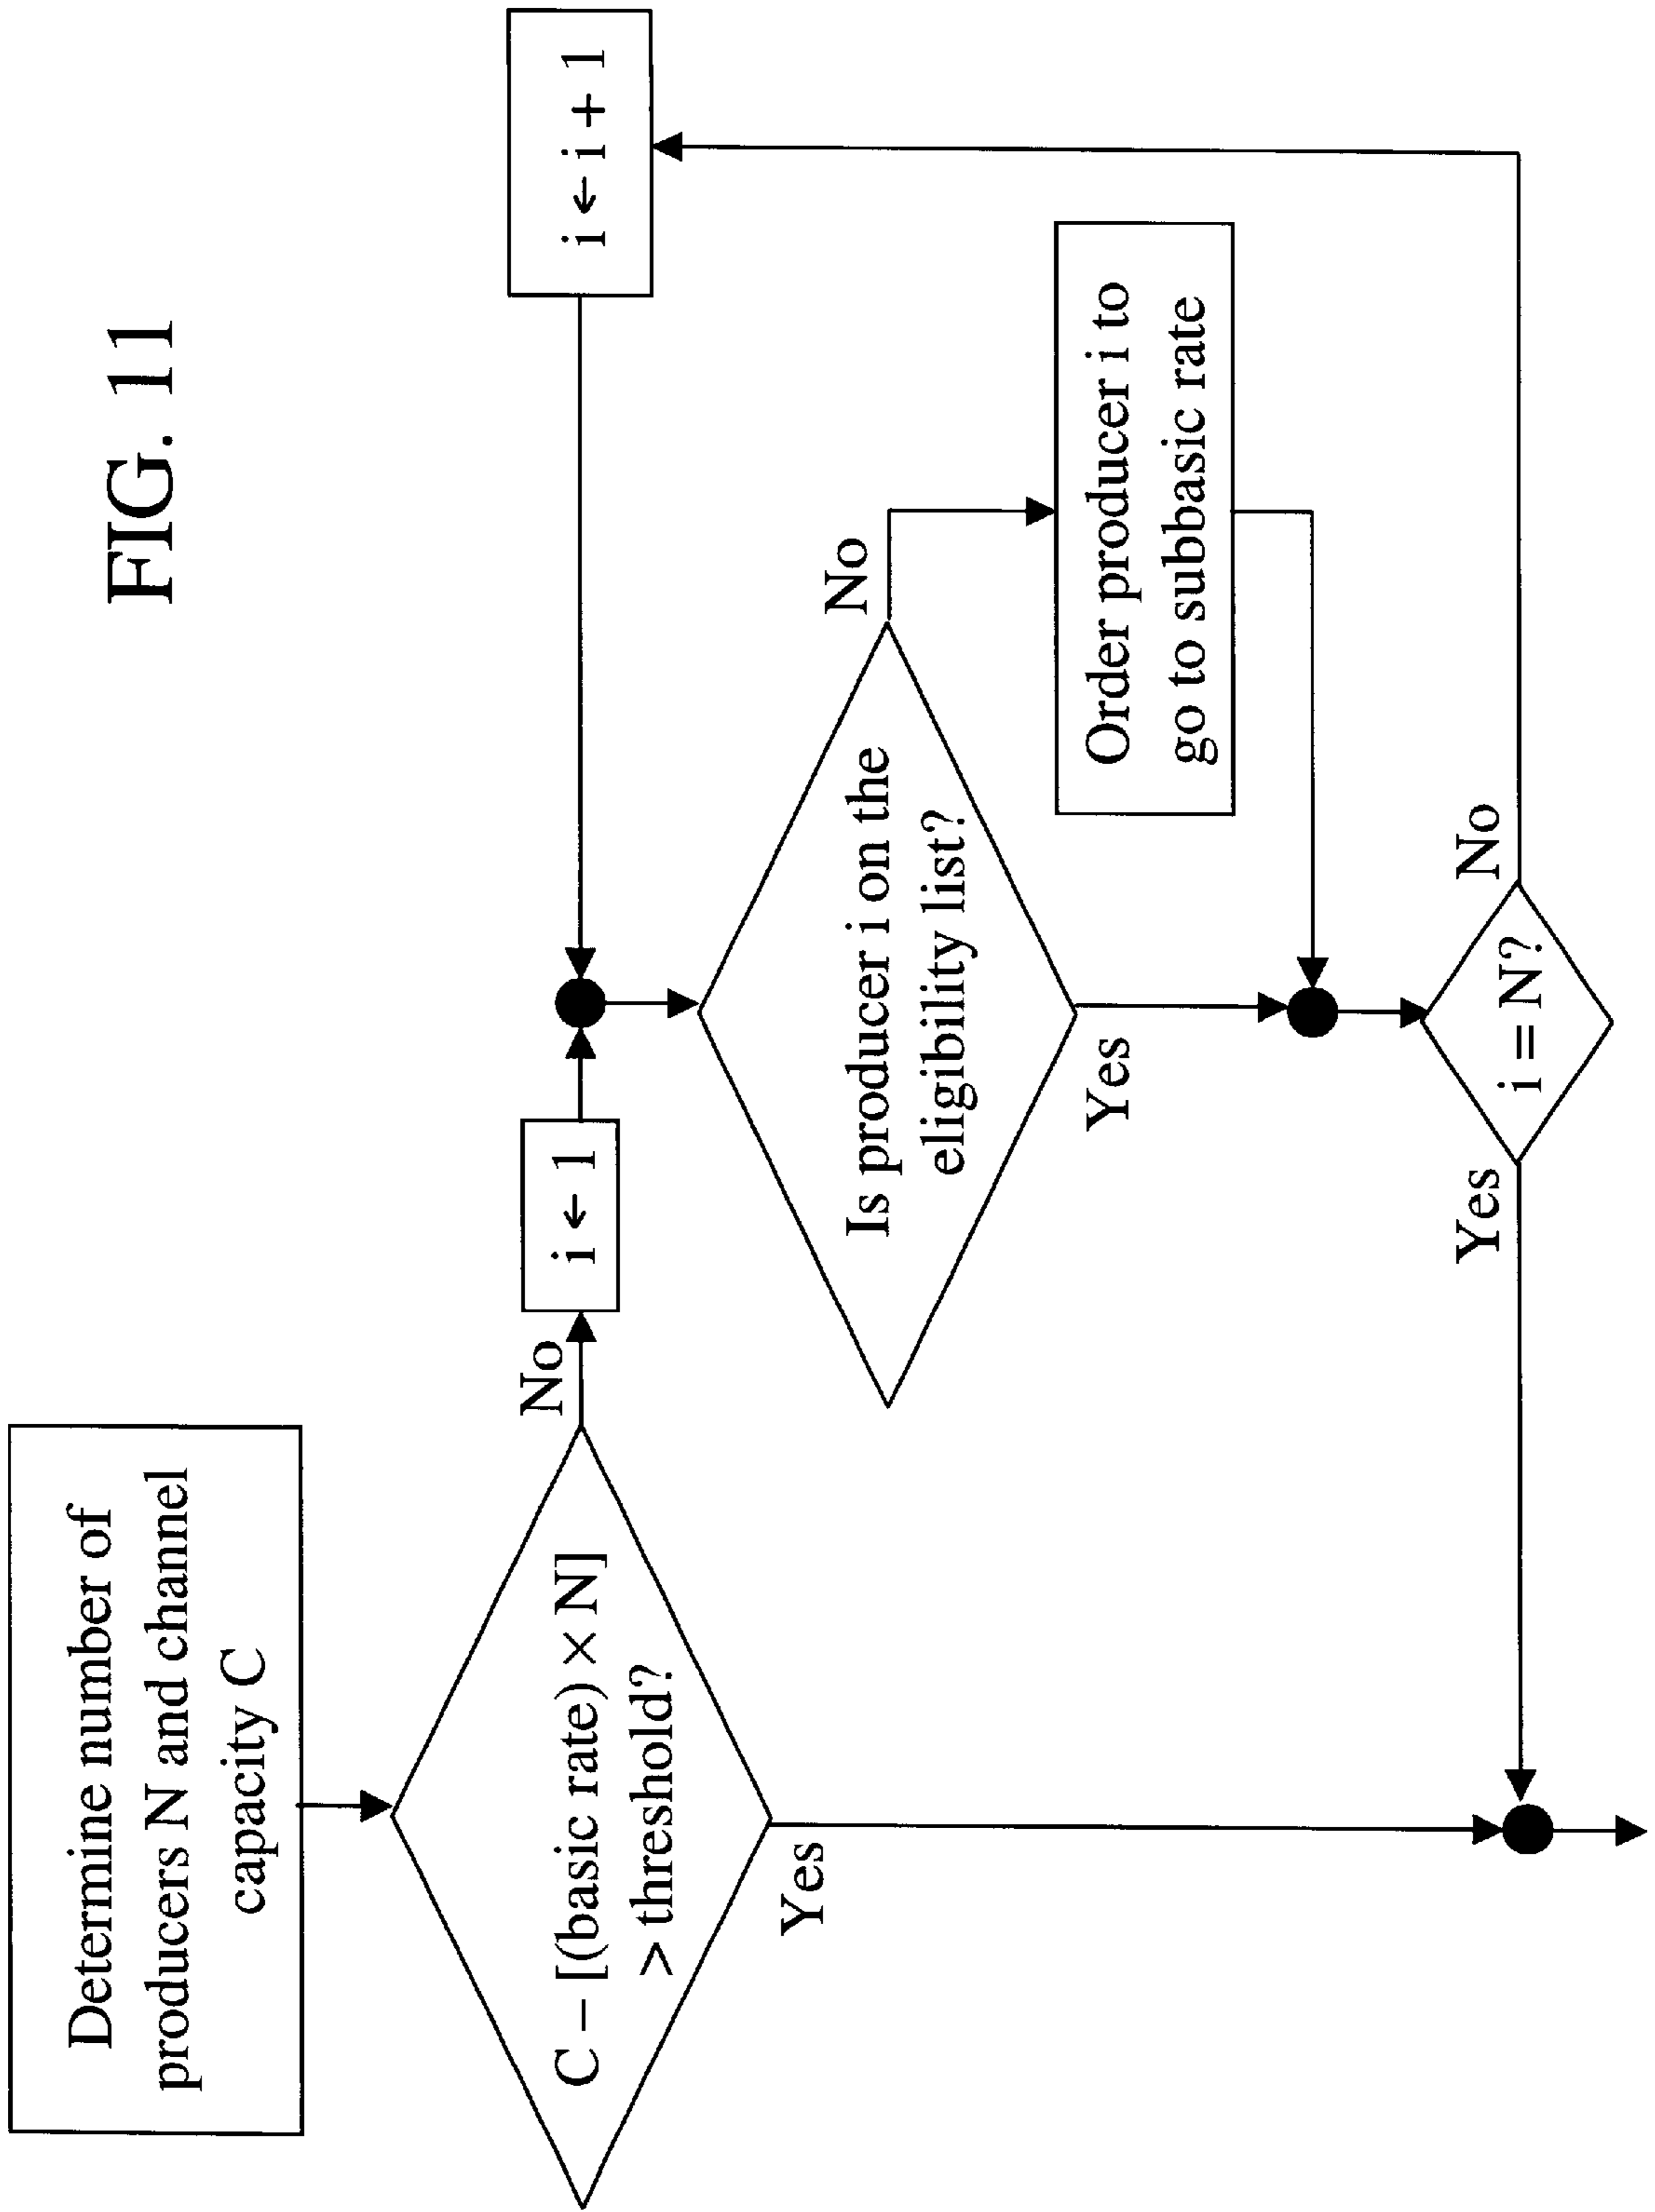 FIG. 11
Determine number of
producers N and channel
capacity C
C – [(basic rate) × N]
> threshold?
No
Yes
i ← 1
i ← i + 1
Is producer i on the
eligibility list?
No
Yes
Order producer i to
go to subbasic rate
i = N?
No
Yes